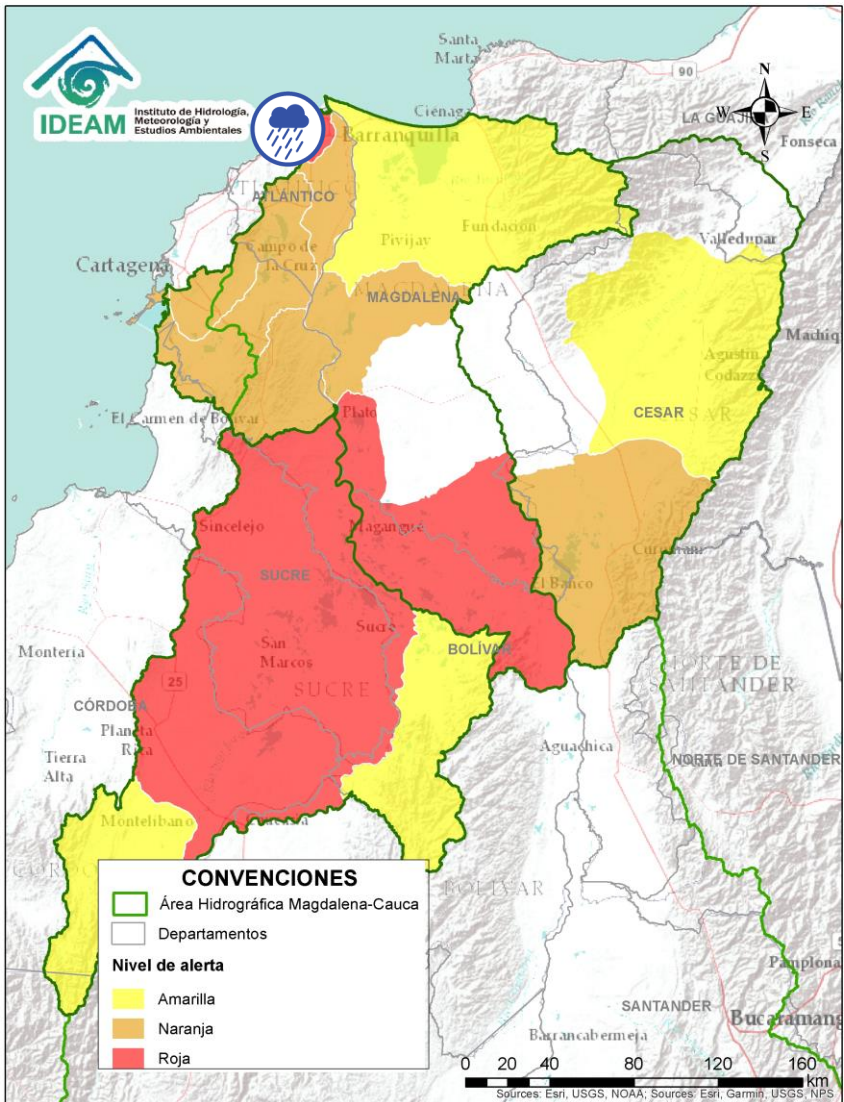 IDEAM
Instituto de Hidrología,
Meteorología y
Estudios Ambientales
Santa
Marta
90
N
W
E
S
Ciénaga
LA GUAJIRA
Fonseca
Barranquilla
ATLÁNTICO
Fundación
Pivijay
Valledupar
Cartagena
Campo de
la Cruz
MAGDALENA
Machiq
Agustín
Codazzi
CESAR
El Carmen de Bolívar
Plato
Sincelejo
Magangué
SUCRE
El Banco
Sucre
San
Marcos
BOLÍVAR
Montería
25
SUCRE
NORTE DE
SANTANDER
CÓRDOBA
Planeta
Rica
Aguachica
Tierra
Alta
NORTE DE SANTANDER
Montelíbano
BOLÍVAR
CONVENCIONES
Área Hidrográfica Magdalena-Cauca
Departamentos
Nivel de alerta
Amarilla
Naranja
Roja
Pamplona
SANTANDER
Bucaramang
Barrancabermeja
0 20 40 80 120 160
km
Sources: Esri, USGS, NOAA; Sources: Esri, Garmin, USGS, NPS